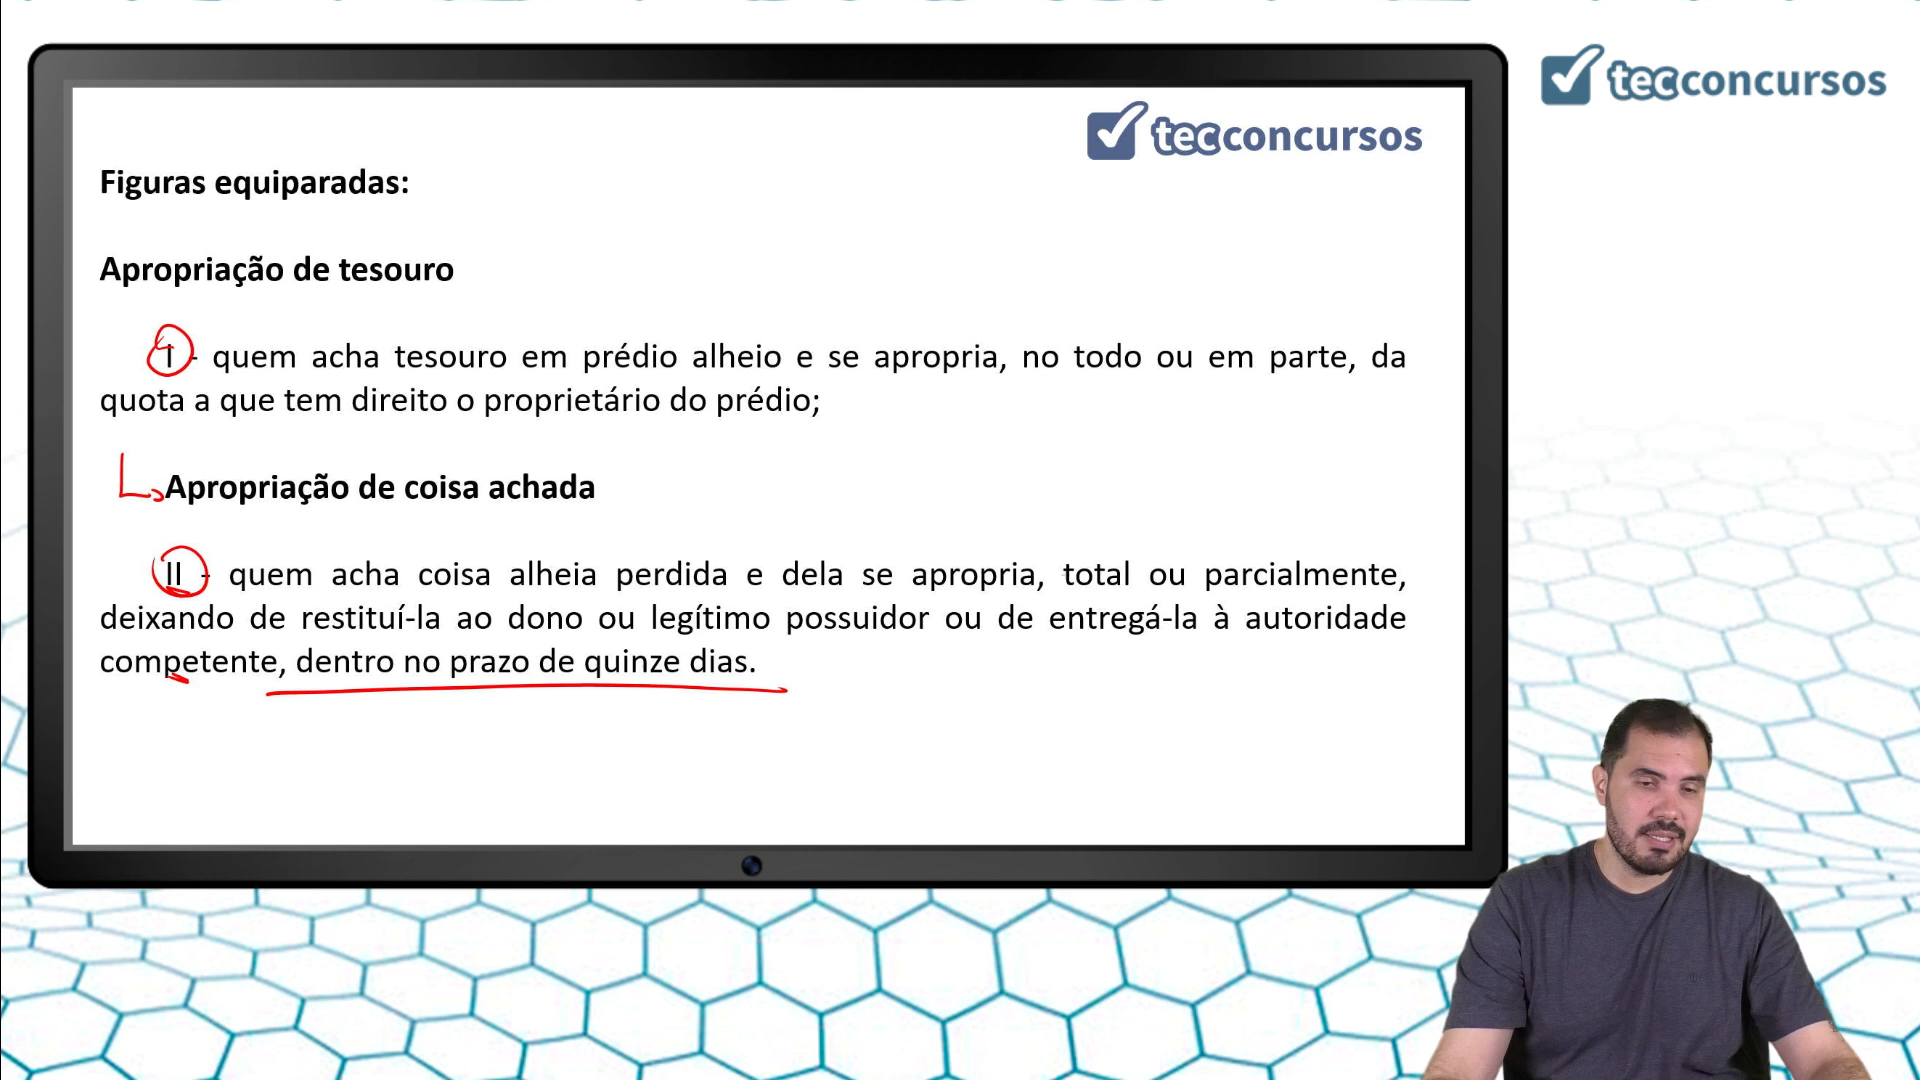 tecconcursos
tecconcursos
Figuras equiparadas:
Apropriação de tesouro
I - quem acha tesouro em prédio alheio e se apropria, no todo ou em parte, da
quota a que tem direito o proprietário do prédio;
Apropriação de coisa achada
II - quem acha coisa alheia perdida e dela se apropria, total ou parcialmente,
deixando de restituí-la ao dono ou legítimo possuidor ou de entregá-la à autoridade
competente, dentro no prazo de quinze dias.